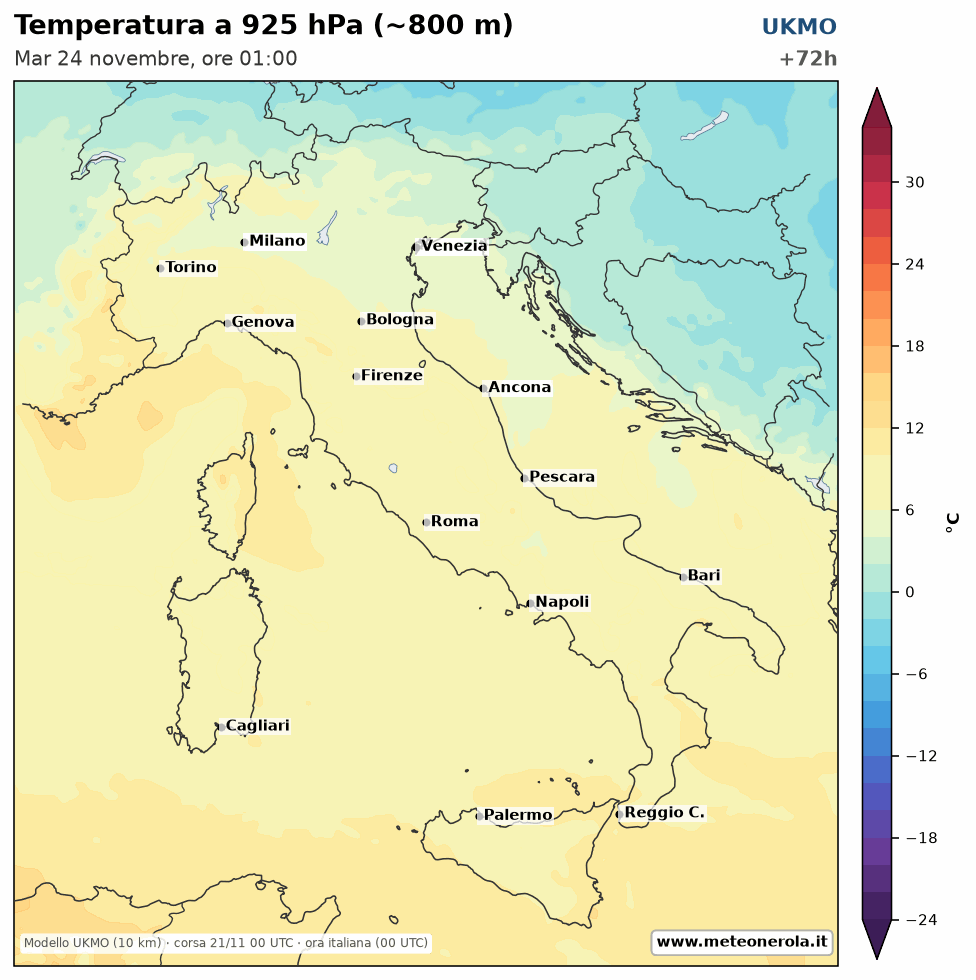 Temperatura a 925 hPa (~800 m)
UKMO
Mar 24 novembre, ore 01:00
+72h
Milano
Venezia
Torino
Genova
Bologna
Firenze
Ancona
Pescara
Roma
Bari
Napoli
Cagliari
Palermo
Reggio C.
30
24
18
12
6
0
−6
−12
−18
−24
°C
Modello UKMO (10 km) · corsa 21/11 00 UTC · ora italiana (00 UTC)
www.meteonerola.it